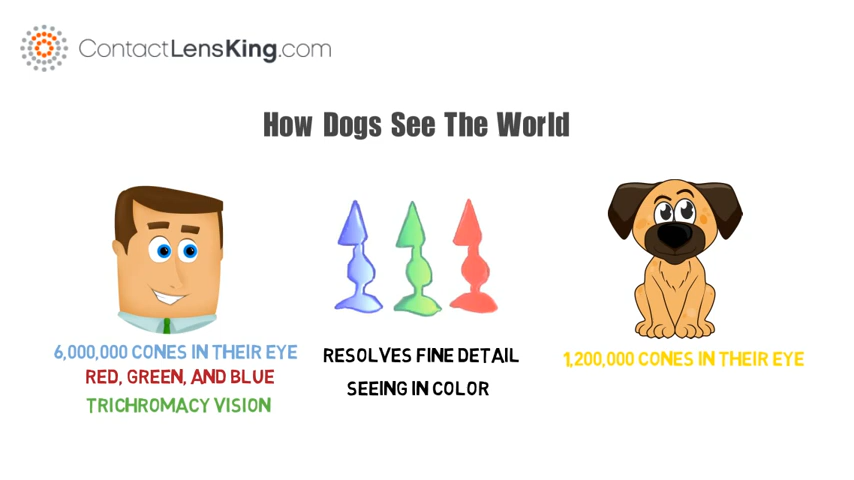 ContactLensKing.com
How Dogs See The World
6,000,000 CONES IN THEIR EYE
RED, GREEN, AND BLUE
TRICHROMACY VISION
RESOLVES FINE DETAIL
SEEING IN COLOR
1,200,000 CONES IN THEIR EYE